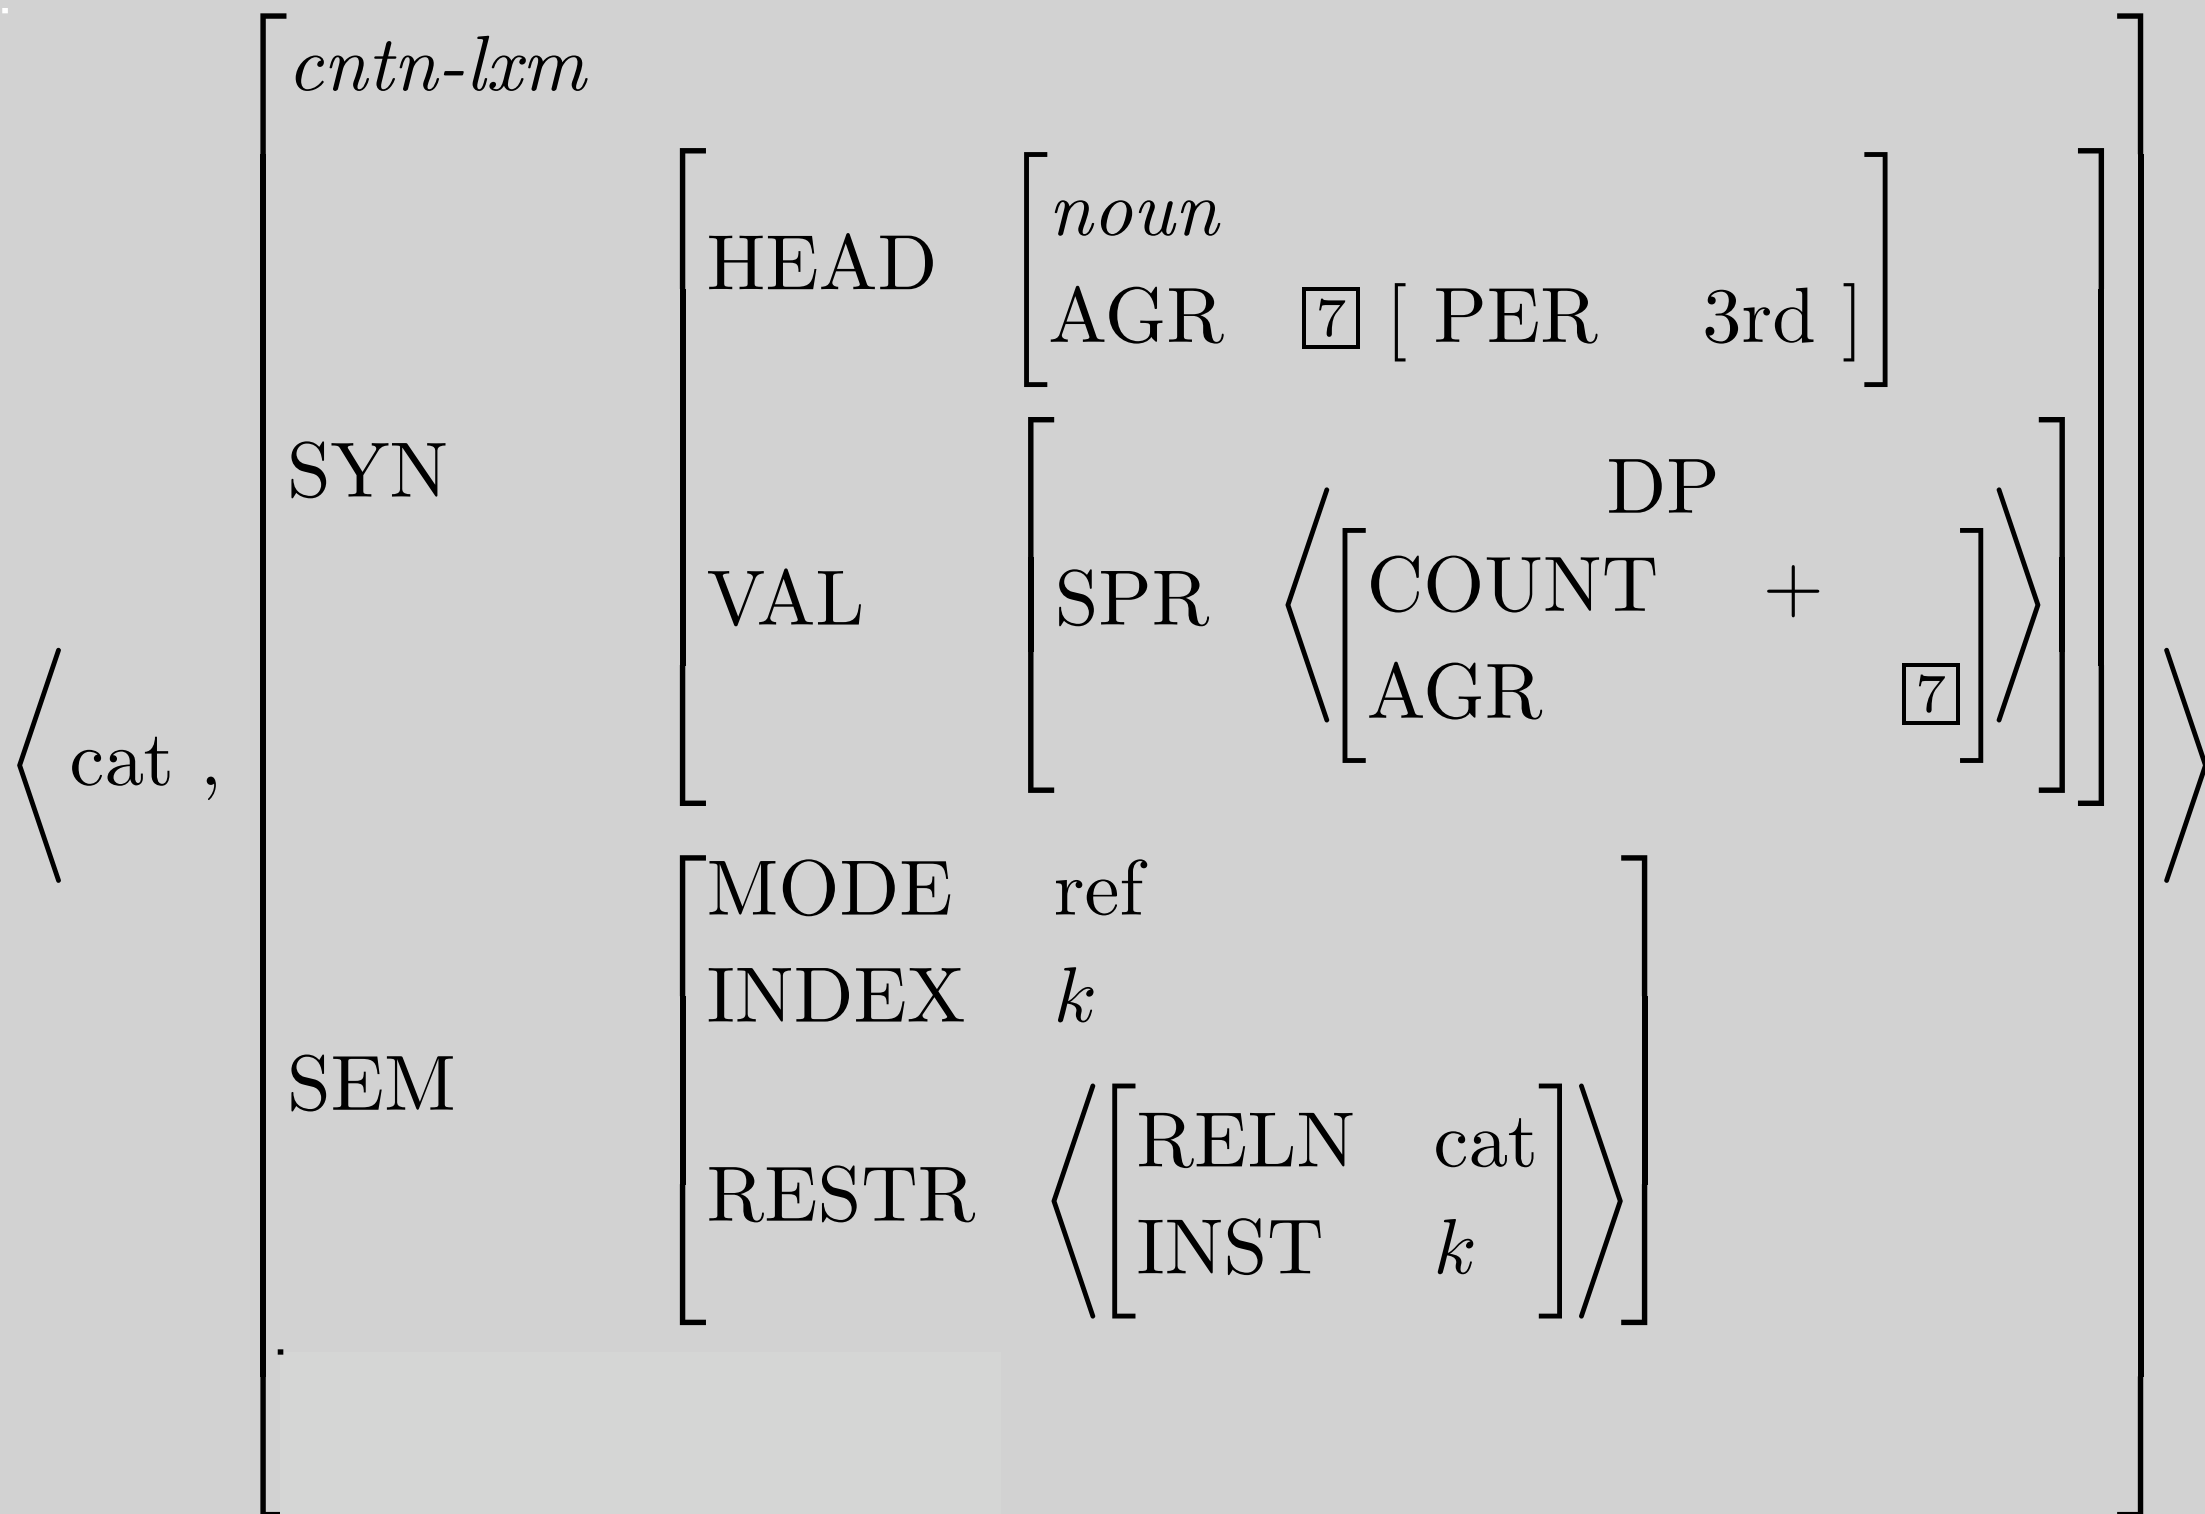 cntn-lxm
noun
HEAD
AGR 7 [ PER 3rd ]
SYN
DP
VAL SPR COUNT +
AGR 7
⟨ cat ,
MODE ref
INDEX k
SEM
RELN cat
RESTR
INST k